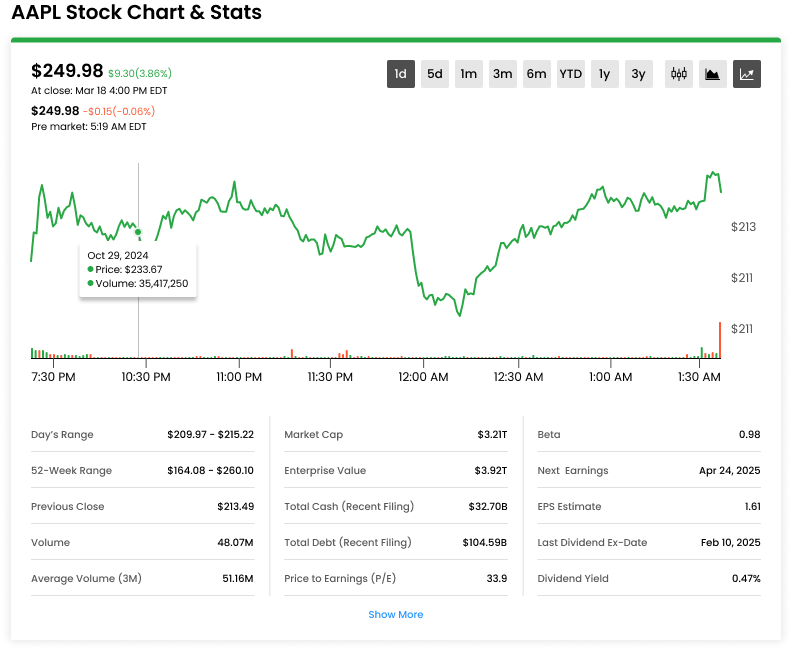 AAPL Stock Chart & Stats
$249.98 $9.30(3.86%)
At close: Mar 18 4:00 PM EDT
$249.98 -$0.15(-0.06%)
Pre market: 5:19 AM EDT
1d 5d 1m 3m 6m YTD 1y 3y
$213
Oct 29, 2024
Price: $233.67
Volume: 35,417,250
$211
$211
7:30 PM 10:30 PM 11:00 PM 11:30 PM 12:00 AM 12:30 AM 1:00 AM 1:30 AM
Day's Range $209.97 - $215.22
52-Week Range $164.08 - $260.10
Previous Close $213.49
Volume 48.07M
Average Volume (3M) 51.16M
Market Cap $3.21T
Enterprise Value $3.92T
Total Cash (Recent Filing) $32.70B
Total Debt (Recent Filing) $104.59B
Price to Earnings (P/E) 33.9
Beta 0.98
Next Earnings Apr 24, 2025
EPS Estimate 1.61
Last Dividend Ex-Date Feb 10, 2025
Dividend Yield 0.47%
Show More